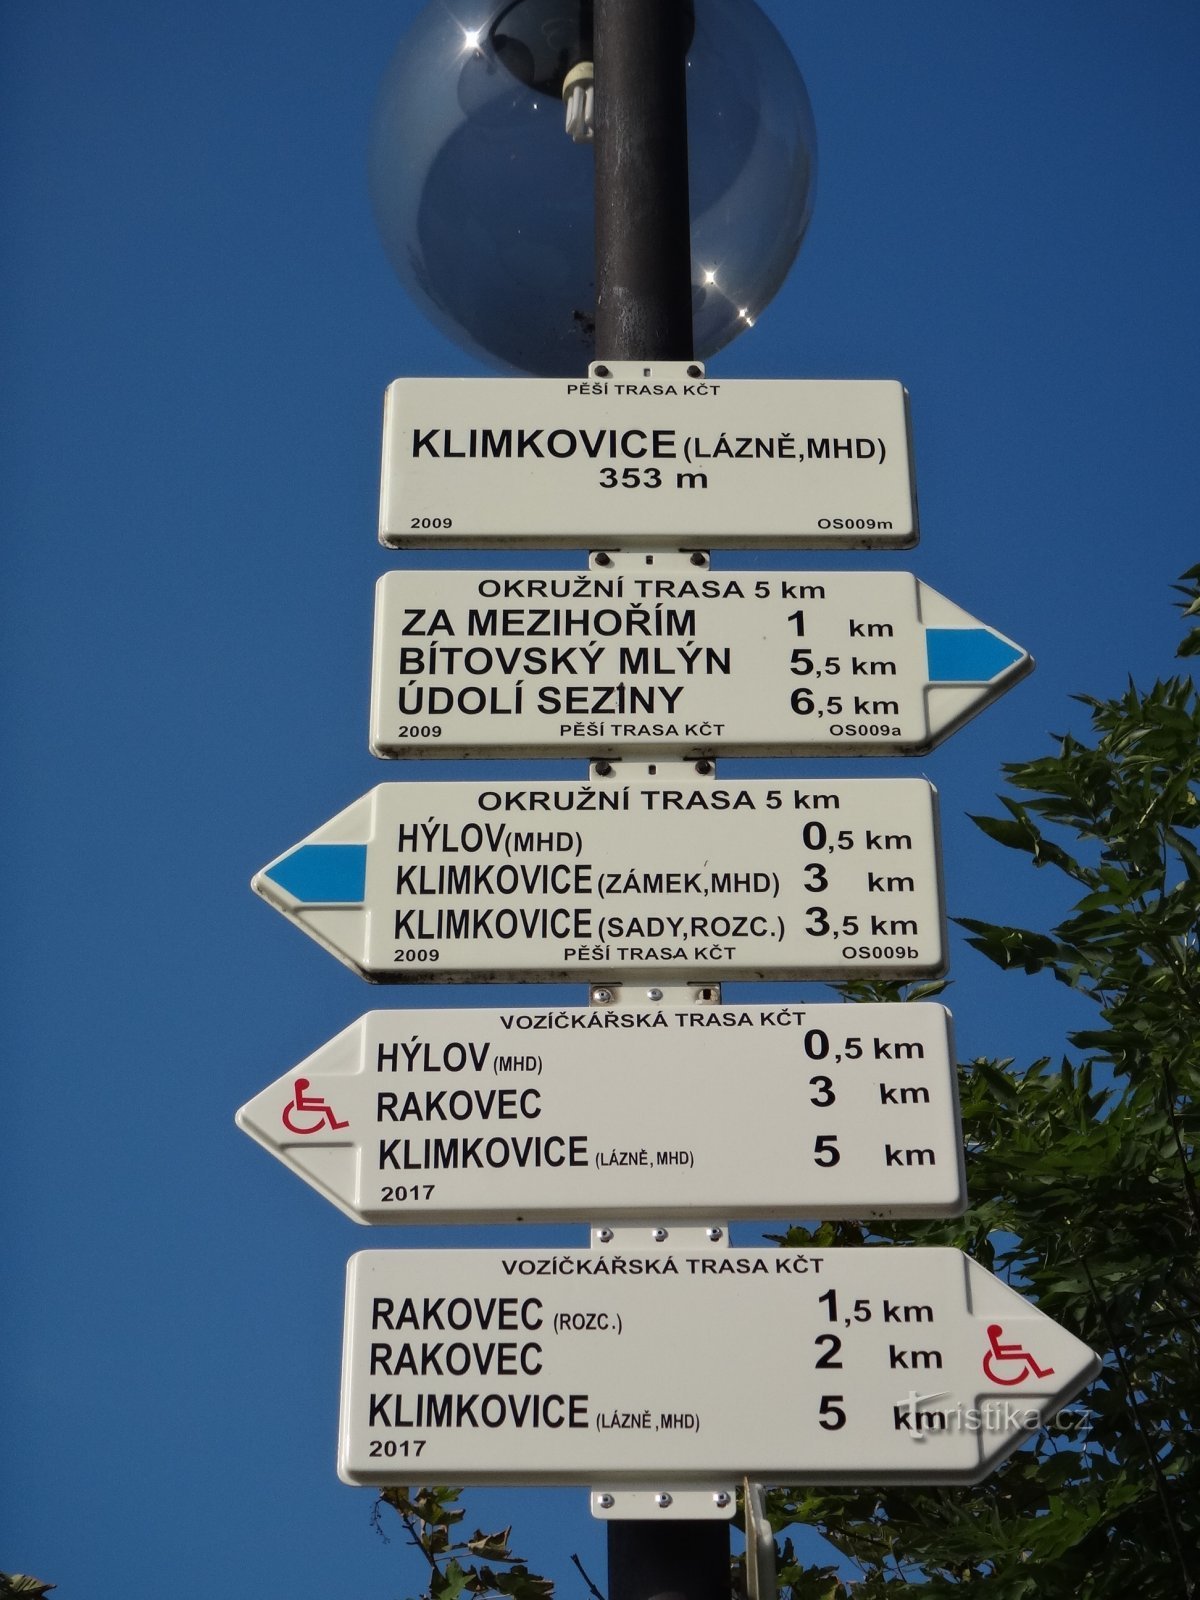 PĚŠÍ TRASA KČT
KLIMKOVICE (LÁZNĚ,MHD)
353 m
2009 OS009m
OKRUŽNÍ TRASA 5 km
ZA MEZIHOŘÍM 1 km
BÍTOVSKÝ MLÝN 5,5 km
ÚDOLÍ SEZINY 6,5 km
2009 PĚŠÍ TRASA KČT OS009a
OKRUŽNÍ TRASA 5 km
HÝLOV(MHD) 0,5 km
KLIMKOVICE (ZÁMEK,MHD) 3 km
KLIMKOVICE (SADY,ROZC.) 3,5 km
2009 PĚŠÍ TRASA KČT OS009b
VOZÍČKÁŘSKÁ TRASA KČT
HÝLOV (MHD) 0,5 km
RAKOVEC 3 km
KLIMKOVICE (LÁZNĚ, MHD) 5 km
2017
VOZÍČKÁŘSKÁ TRASA KČT
RAKOVEC (ROZC.) 1,5 km
RAKOVEC 2 km
KLIMKOVICE (LÁZNĚ,MHD) 5 km
2017
Turistika.cz